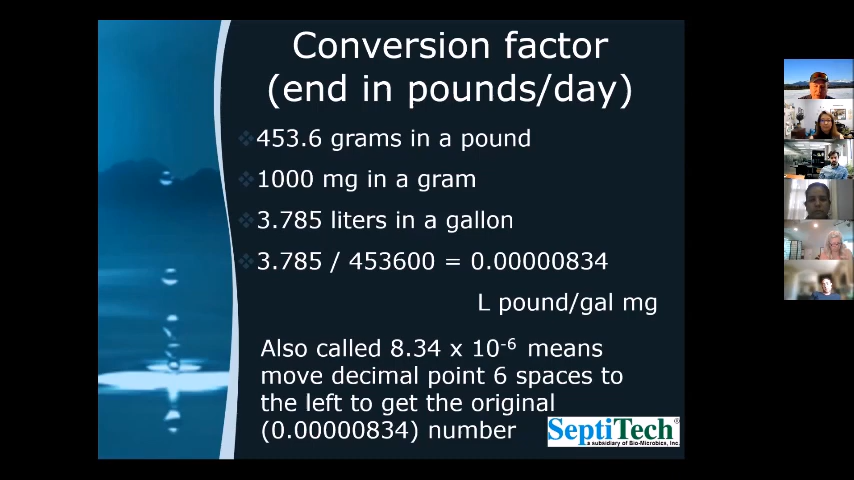 Conversion factor
(end in pounds/day)
453.6 grams in a pound
1000 mg in a gram
3.785 liters in a gallon
3.785 / 453600 = 0.00000834
L pound/gal mg
Also called 8.34 x 10-6 means
move decimal point 6 spaces to
the left to get the original
(0.00000834) number
SeptiTech®
a subsidiary of Bio-Microbics, Inc.